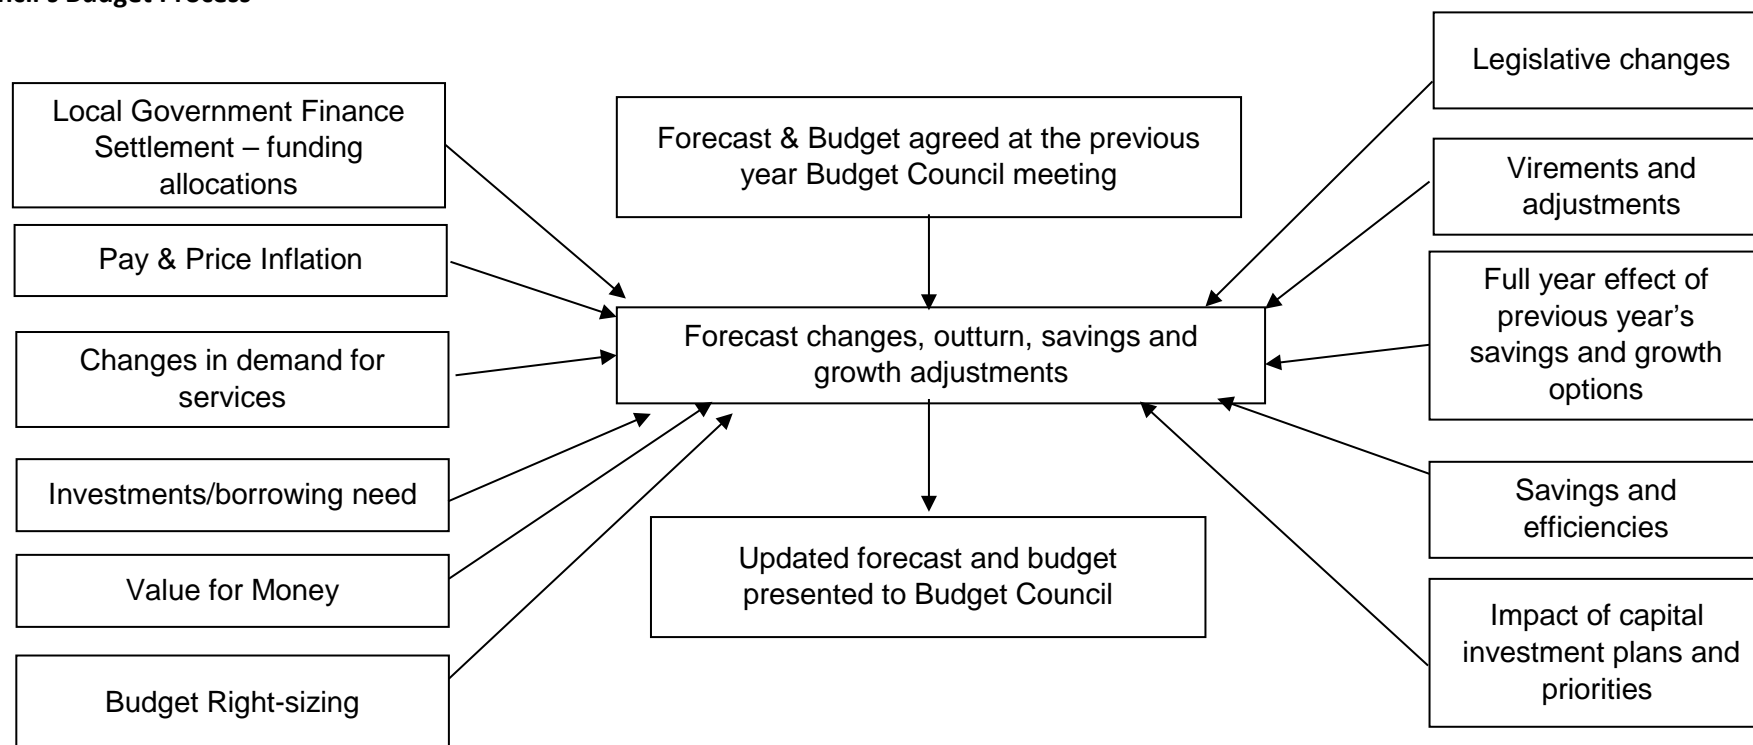 Budget Process
Local Government Finance
Settlement – funding
allocations
Pay & Price Inflation
Changes in demand for
services
Investments/borrowing need
Value for Money
Budget Right-sizing
Forecast & Budget agreed at the previous
year Budget Council meeting
Forecast changes, outturn, savings and
growth adjustments
Updated forecast and budget
presented to Budget Council
Legislative changes
Virements and
adjustments
Full year effect of
previous year’s
savings and growth
options
Savings and
efficiencies
Impact of capital
investment plans and
priorities